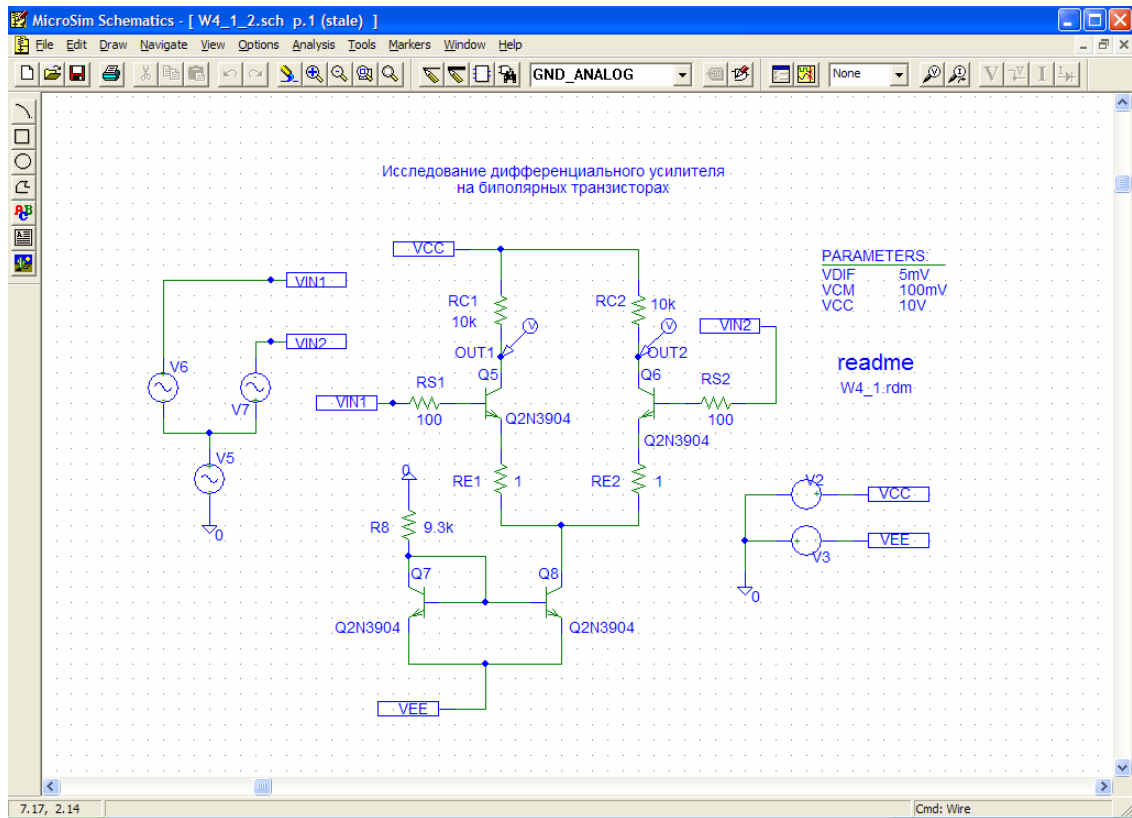 MicroSim Schematics - [ W4_1_2.sch p.1 (stale) ]
File Edit Draw Navigate View Options Analysis Tools Markers Window Help
GND_ANALOG
None
V I
ABC
Исследование дифференциального усилителя
на биполярных транзисторах
VCC
PARAMETERS:
VDIF 5mV
VCM 100mV
VCC 10V
VIN1
RC1
10k
RC2
10k
VIN2
VIN2
OUT1
OUT2
readme
W4_1.rdm
V6
V7
Q5
Q6
RS1
RS2
VIN1
100
100
Q2N3904
Q2N3904
V5
0
RE1 1
RE2 1
V2
VCC
0
R8 9.3k
VEE
V3
Q7
Q8
0
Q2N3904
Q2N3904
VEE
7.17, 2.14
Cmd: Wire